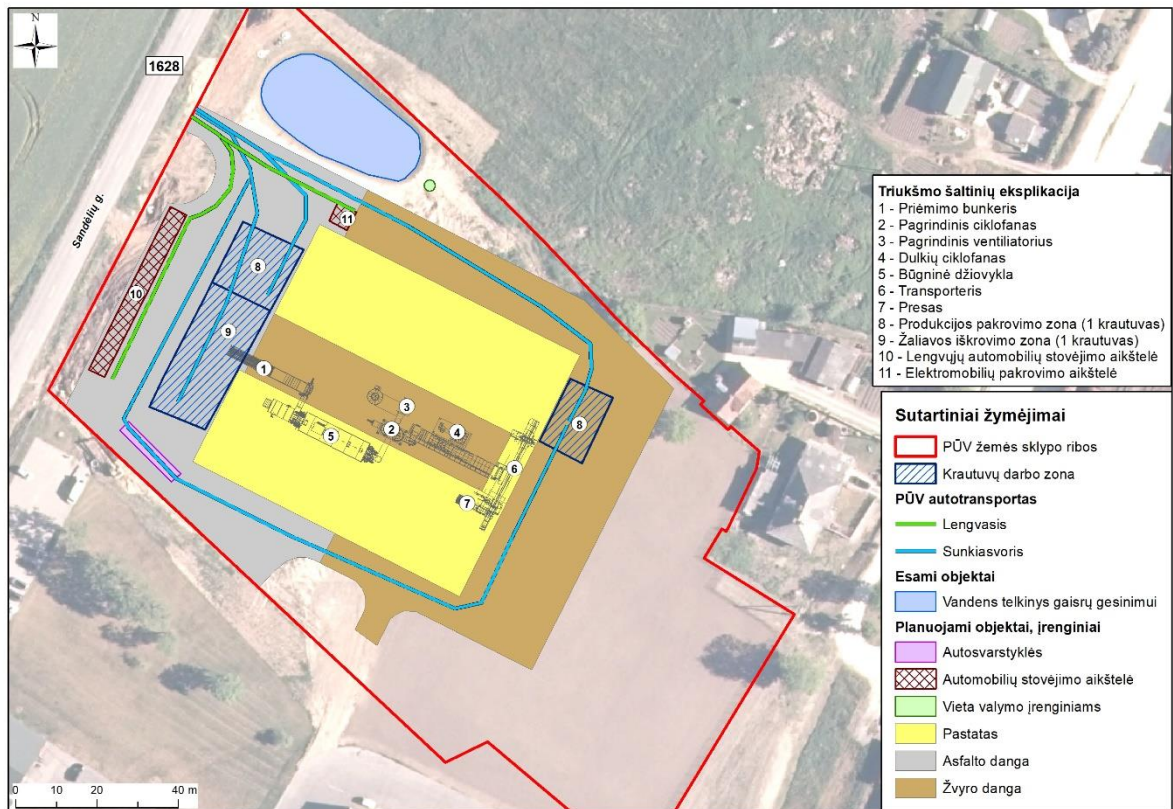 N
1628
Sandėlių g.
11
8
10
9
1
3
2
4
5
8
6
7
Triukšmo šaltinių eksplikacija
1 - Priėmimo bunkeris
2 - Pagrindinis ciklofanas
3 - Pagrindinis ventiliatorius
4 - Dulkių ciklofanas
5 - Būgninė džiovykla
6 - Transporteris
7 - Presas
8 - Produkcijos pakrovimo zona (1 krautuvas)
9 - Žaliavos iškrovimo zona (1 krautuvas)
10 - Lengvųjų automobilių stovėjimo aikštelė
11 - Elektromobilių pakrovimo aikštelė
Sutartiniai žymėjimai
PŪV žemės sklypo ribos
Krautuvų darbo zona
PŪV autotransportas
Lengvasis
Sunkiasvoris
Esami objektai
Vandens telkinys gaisrų gesinimui
Planuojami objektai, įrenginiai
Autosvarstyklės
Automobilių stovėjimo aikštelė
Vieta valymo įrenginiams
Pastatas
Asfalto danga
Žvyro danga
0 10 20 40 m